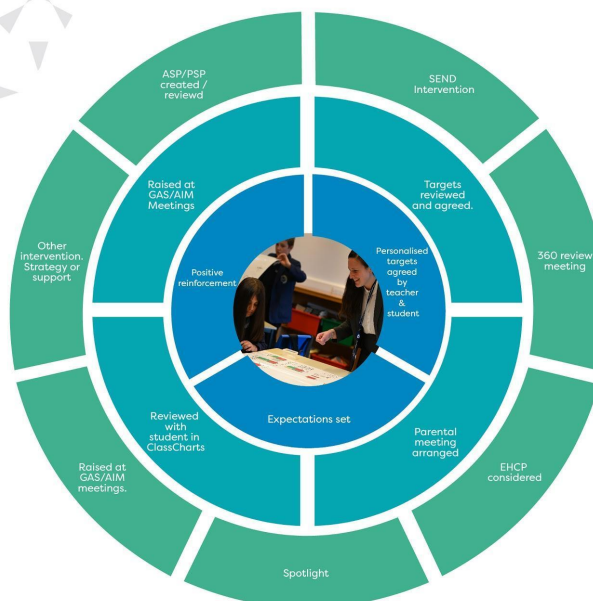 ASP/PSP
created /
reviewd
SEND
Intervention
Raised at
GAS/AIM
Meetings
Targets
reviewed
and agreed.
Other
intervention.
Strategy or
support
Positive
reinforcement
Personalised
targets
agreed
by
teacher
&
student
360 review
meeting
Expectations set
Reviewed
with
student in
ClassCharts
Parental
meeting
arranged
Raised at
GAS/AIM
meetings.
EHCP
considered
Spotlight